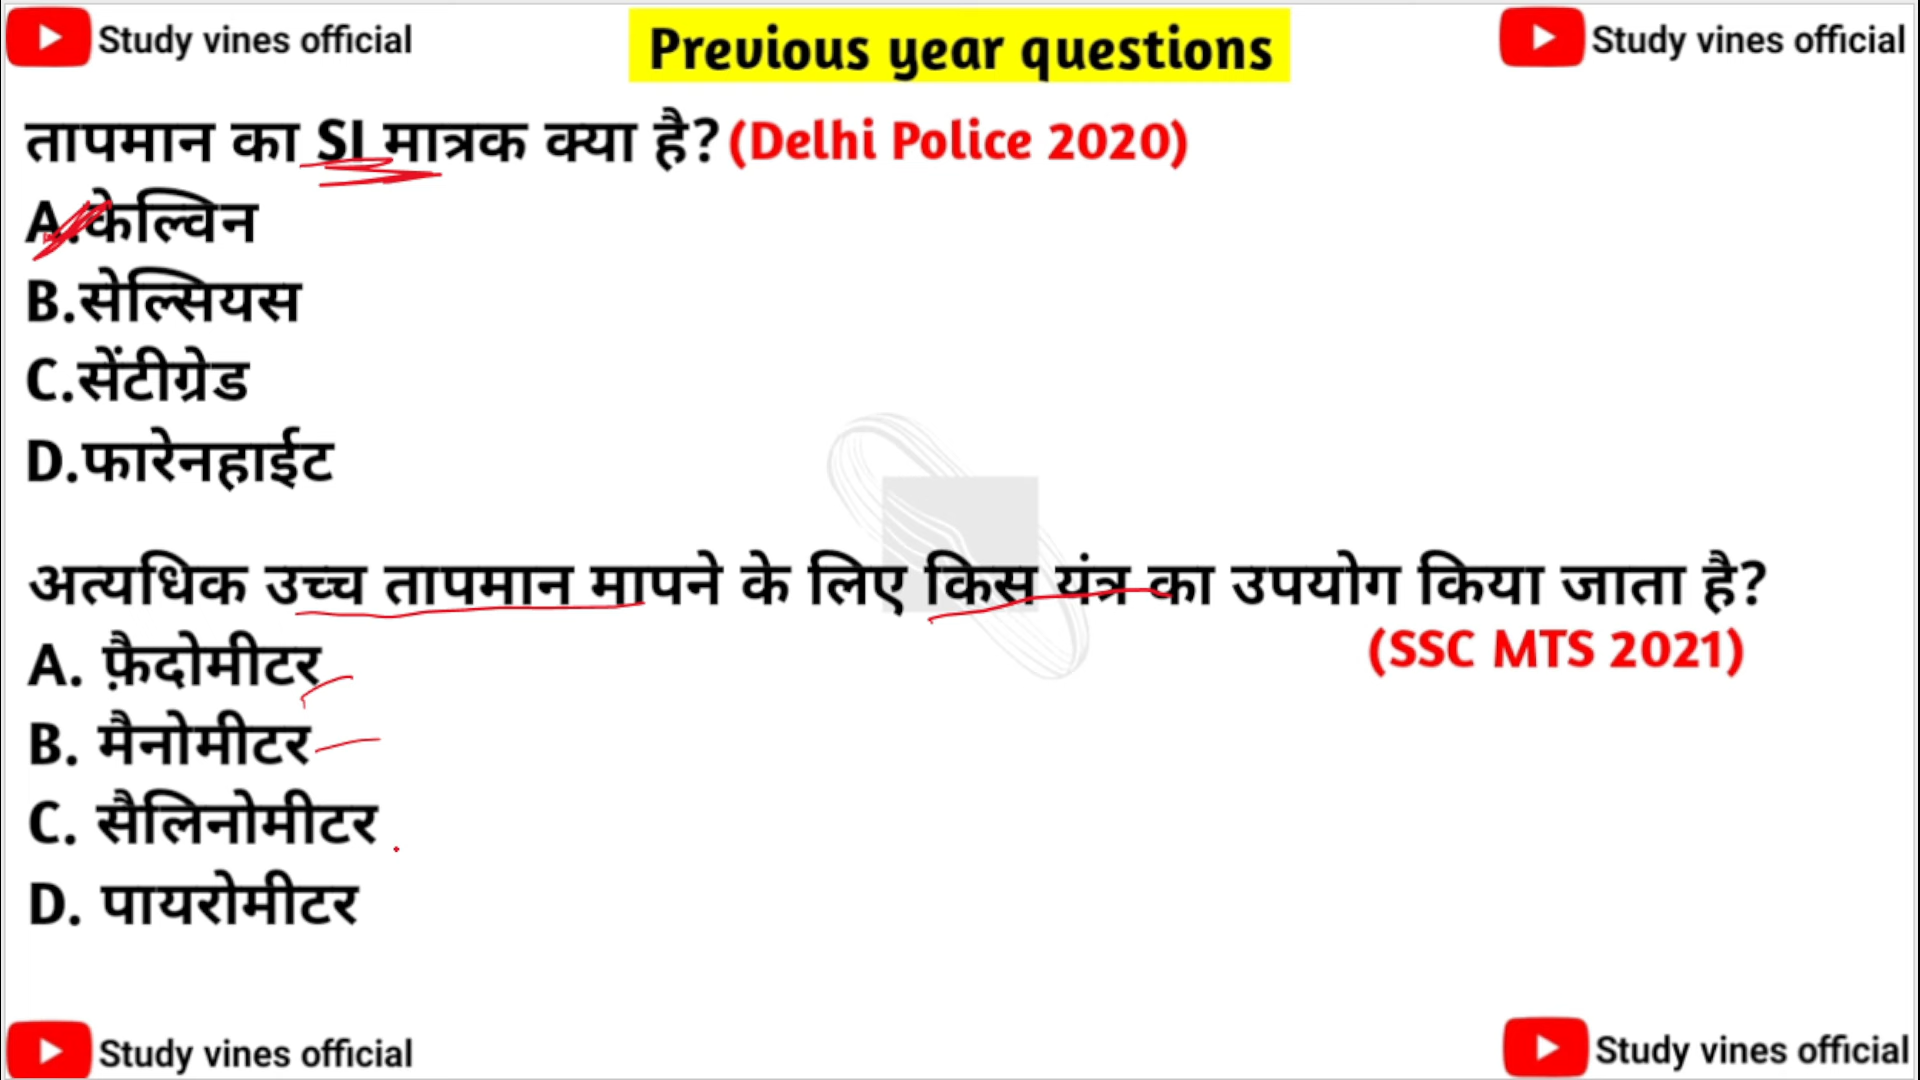 Study vines official
Previous year questions
Study vines official
तापमान का SI मात्रक क्या है? (Delhi Police 2020)
A.केल्विन
B.सेल्सियस
C.सेंटीग्रेड
D.फारेनहाईट
अत्यधिक उच्च तापमान मापने के लिए किस यंत्र का उपयोग किया जाता है?
(SSC MTS 2021)
A. फ़ैदोमीटर
B. मैनोमीटर
C. सैलिनोमीटर
D. पायरोमीटर
Study vines official
Study vines official